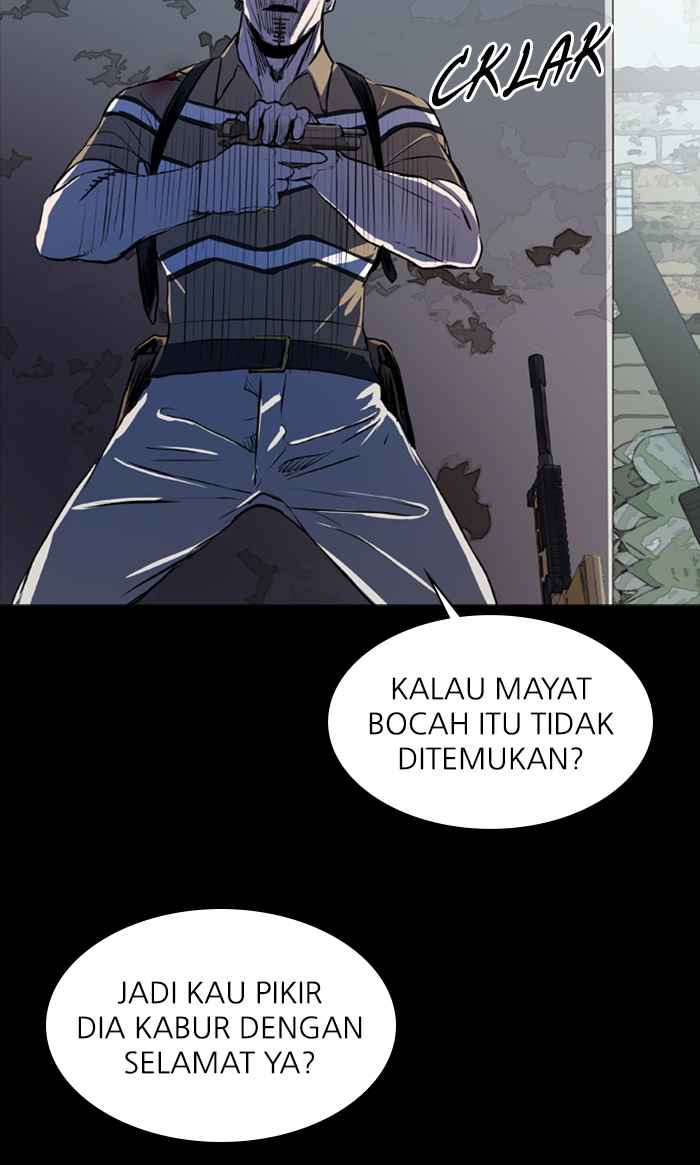 CKLAK
KALAU MAYAT
BOCAH ITU TIDAK
DITEMUKAN?
JADI KAU PIKIR
DIA KABUR DENGAN
SELAMAT YA?